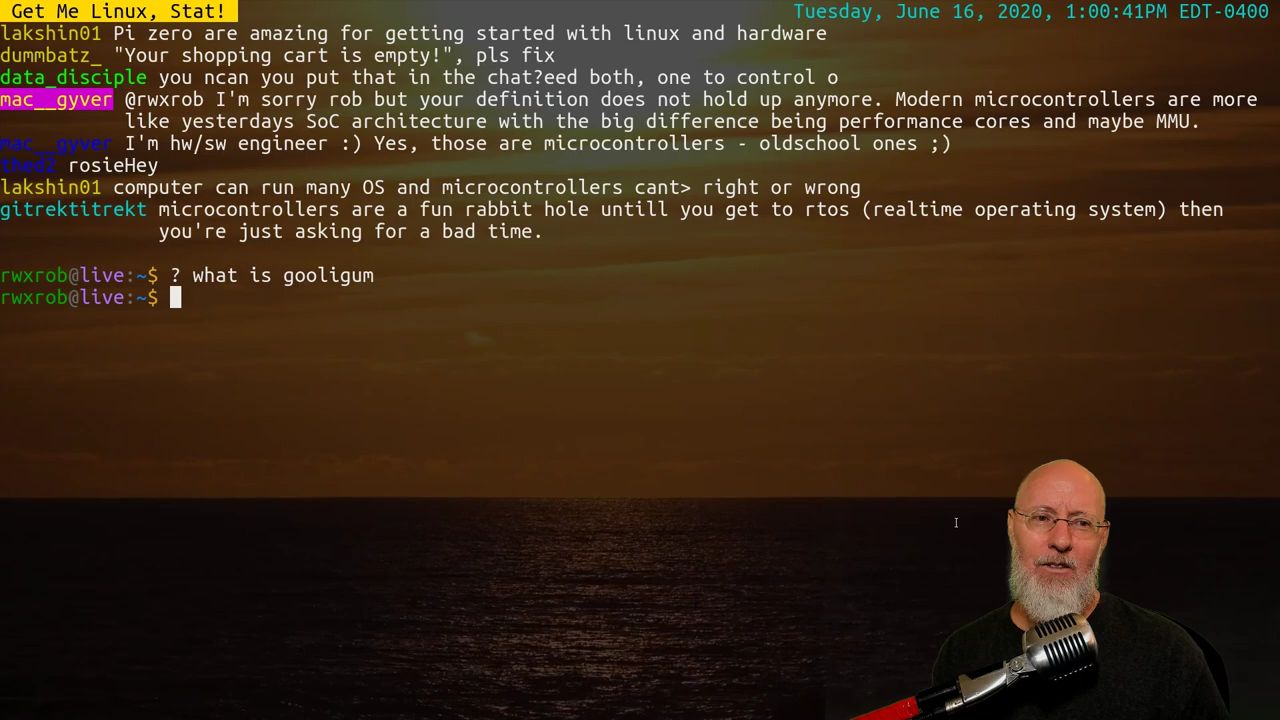 Get Me Linux, Stat!
Tuesday, June 16, 2020, 1:00:41PM EDT-0400
lakshin01 Pi zero are amazing for getting started with linux and hardware
dummbatz_ "Your shopping cart is empty!", pls fix
data_disciple you ncan you put that in the chat?eed both, one to control o
mac__gyver @rwxrob I'm sorry rob but your definition does not hold up anymore. Modern microcontrollers are more
like yesterdays SoC architecture with the big difference being performance cores and maybe MMU.
mac__gyver I'm hw/sw engineer :) Yes, those are microcontrollers - oldschool ones ;)
thed2 rosieHey
lakshin01 computer can run many OS and microcontrollers cant> right or wrong
gitrektitrekt microcontrollers are a fun rabbit hole untill you get to rtos (realtime operating system) then
you're just asking for a bad time.
rwxrob@live:~$ ? what is gooligum
rwxrob@live:~$